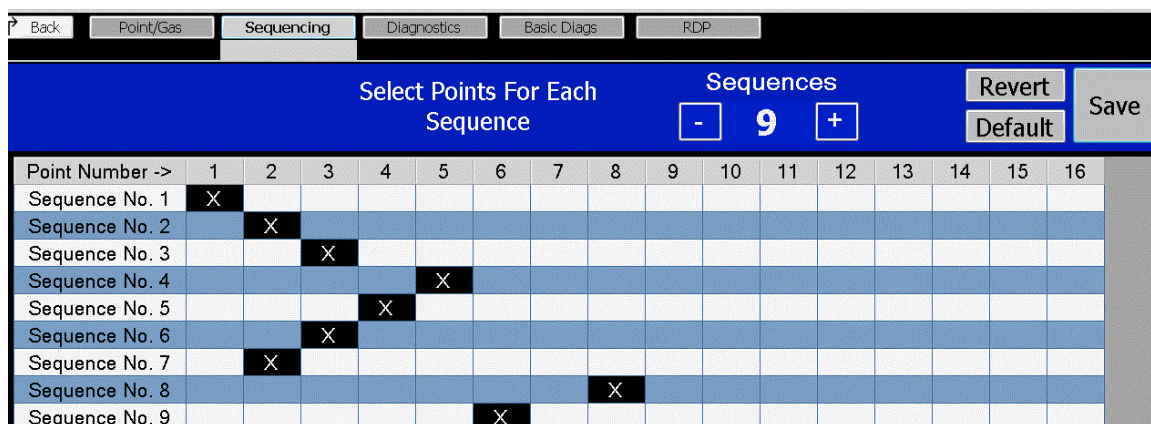 Back Point/Gas Sequencing Diagnostics Basic Diags RDP
Select Points For Each
Sequence
Sequences
- 9 +
Revert
Default
Save
Point Number -> 1 2 3 4 5 6 7 8 9 10 11 12 13 14 15 16
Sequence No. 1 X
Sequence No. 2 X
Sequence No. 3 X
Sequence No. 4 X
Sequence No. 5 X
Sequence No. 6 X
Sequence No. 7 X
Sequence No. 8 X
Sequence No. 9 X